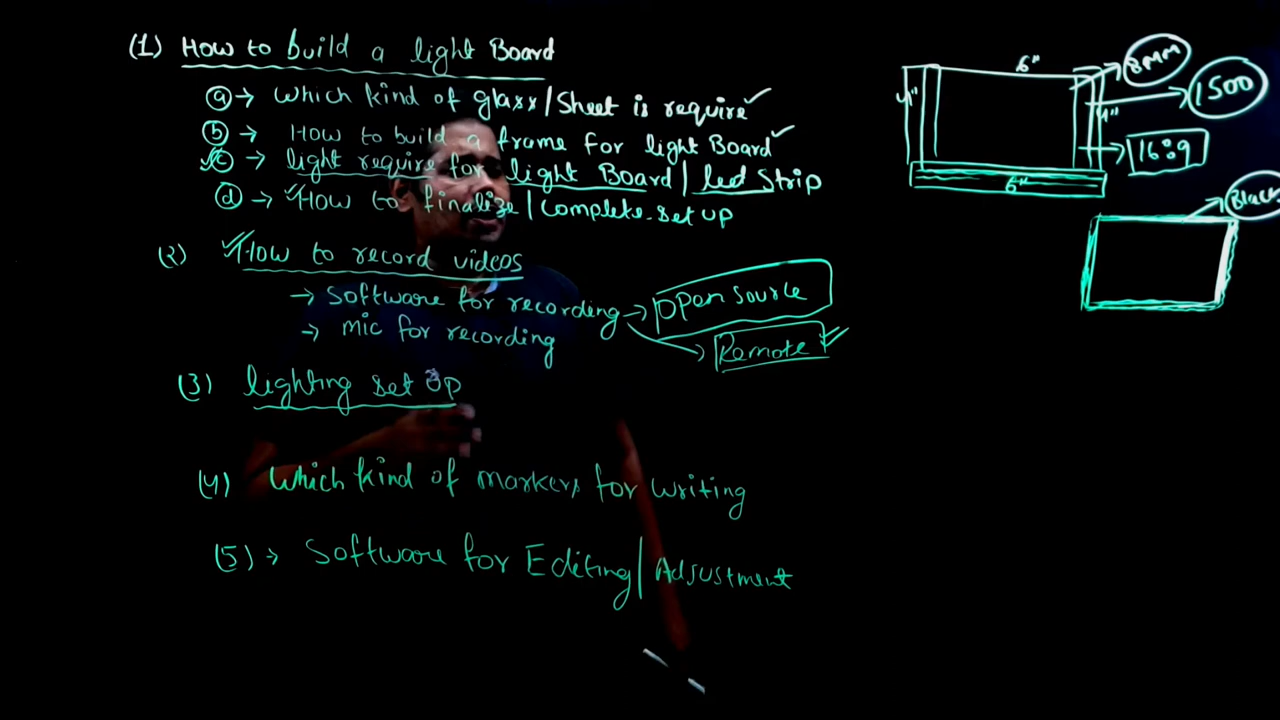 (1) How to build a light Board
(a) → which kind of glaxx/Sheet is require ✓
(b) → How to build a frame for light Board ✓
(c) → light require for light Board/led Strip
(d) → ✓How to finalize/Complete set up
(2) How to record videos
→ software for recording → open source
→ mic for recording → Remote
(3) lighting set up
(4) Which kind of markers for writing
(5) → Software for Editing/Adjustment
6" 8MM
4" 4" 1500
16:9
6"
Black